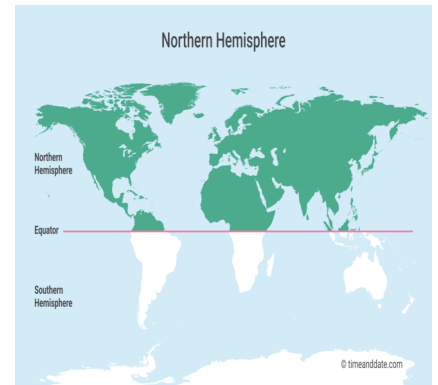 Northern Hemisphere
Northern
Hemisphere
Equator
Southern
Hemisphere
© timeanddate.com